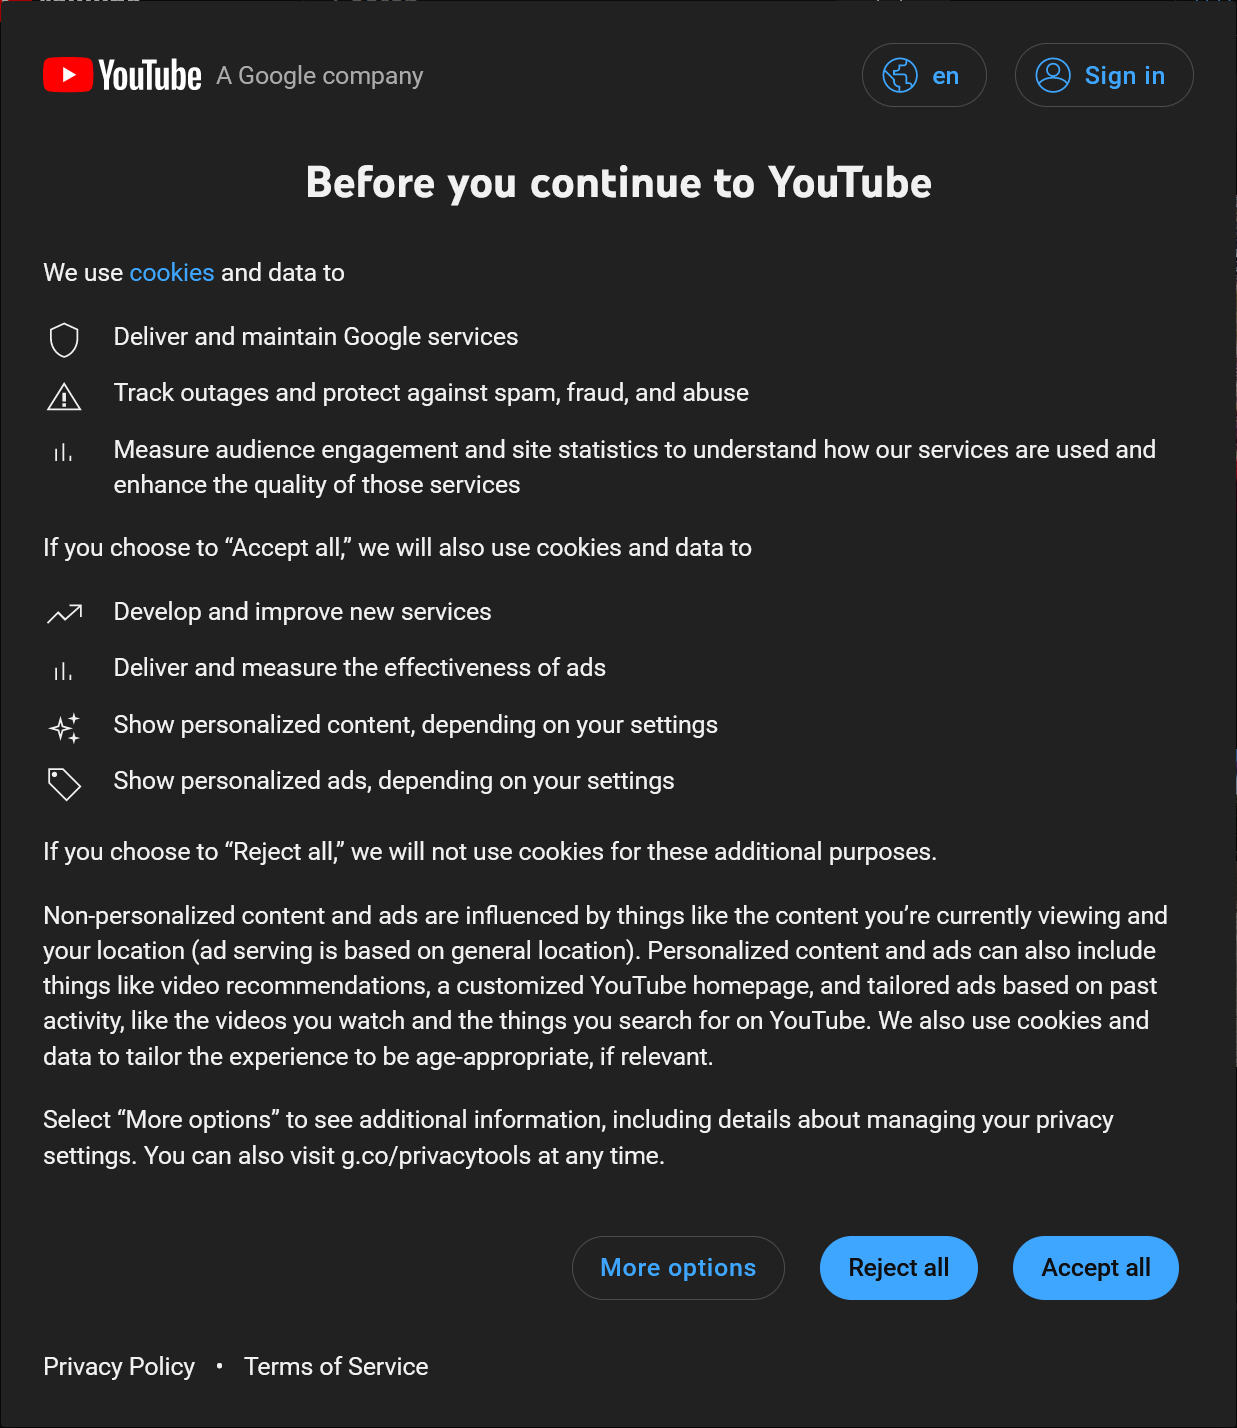 YouTube A Google company
en
Sign in
Before you continue to YouTube
We use cookies and data to
Deliver and maintain Google services
Track outages and protect against spam, fraud, and abuse
Measure audience engagement and site statistics to understand how our services are used and
enhance the quality of those services
If you choose to “Accept all,” we will also use cookies and data to
Develop and improve new services
Deliver and measure the effectiveness of ads
Show personalized content, depending on your settings
Show personalized ads, depending on your settings
If you choose to “Reject all,” we will not use cookies for these additional purposes.
Non-personalized content and ads are influenced by things like the content you’re currently viewing and
your location (ad serving is based on general location). Personalized content and ads can also include
things like video recommendations, a customized YouTube homepage, and tailored ads based on past
activity, like the videos you watch and the things you search for on YouTube. We also use cookies and
data to tailor the experience to be age-appropriate, if relevant.
Select “More options” to see additional information, including details about managing your privacy
settings. You can also visit g.co/privacytools at any time.
More options
Reject all
Accept all
Privacy Policy • Terms of Service